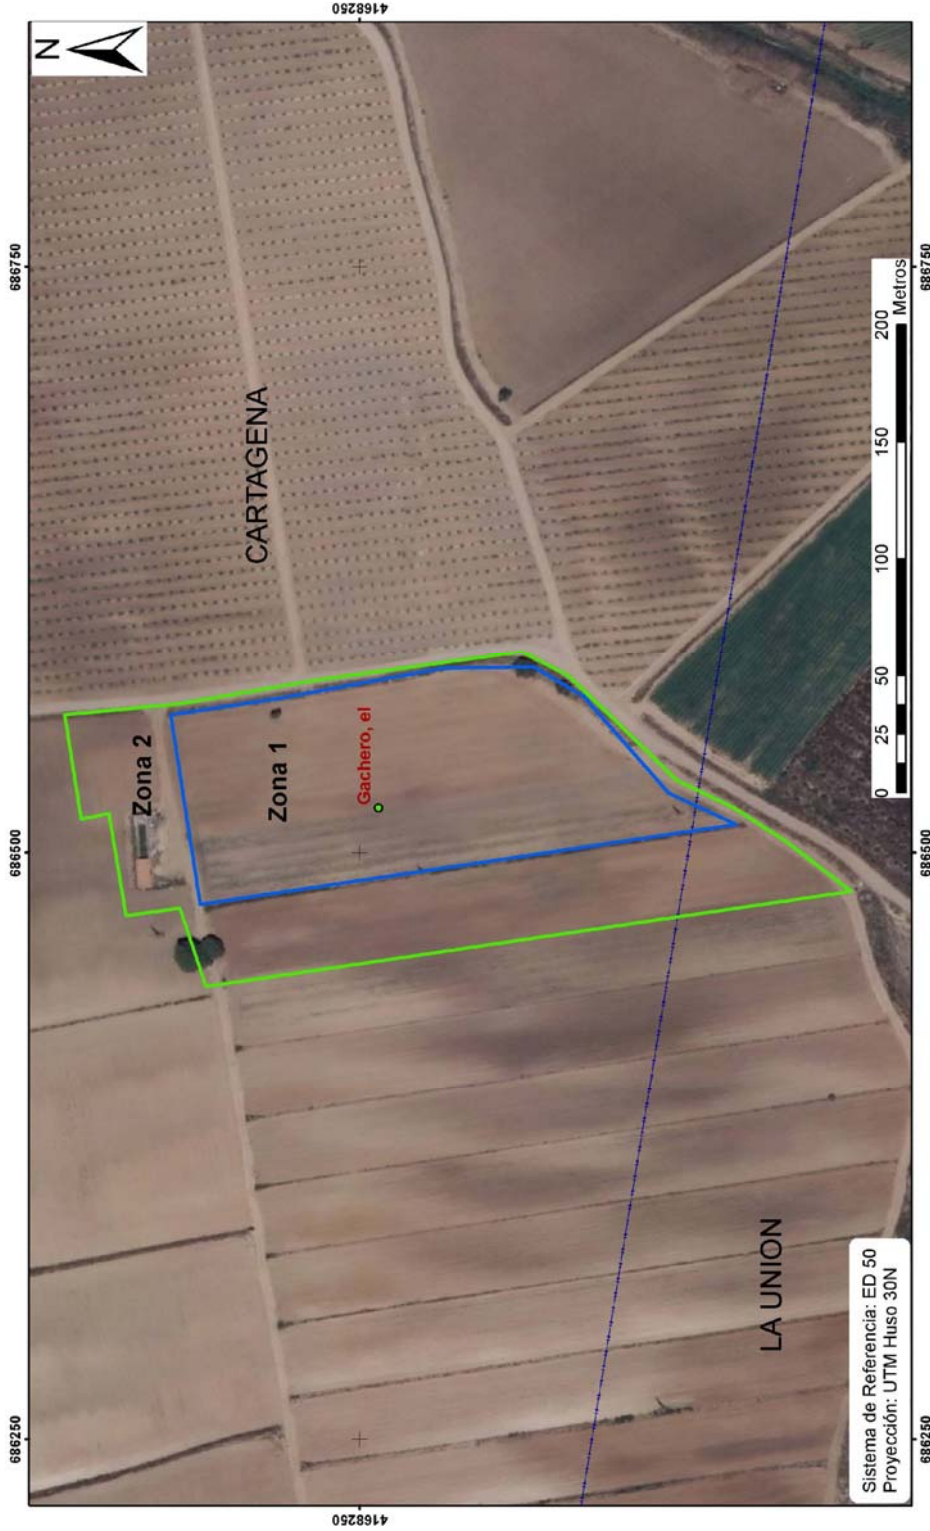 N
686250
686500
686750
4168250
Zona 2
CARTAGENA
Zona 1
Gachero, el
4168250
LA UNION
Sistema de Referencia: ED 50
Proyección: UTM Huso 30N
0 25 50 100 150 200
Metros
686250
686500
686750